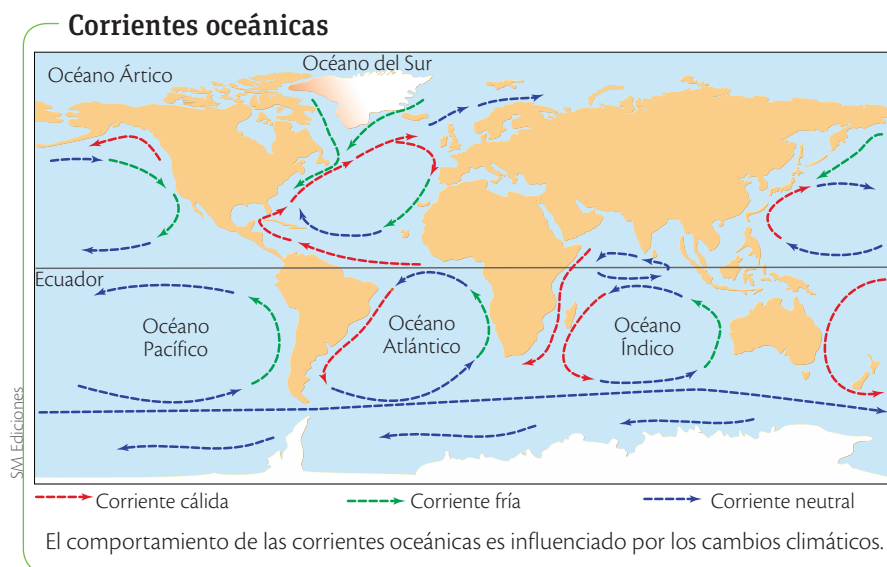 Corrientes oceánicas
Océano Ártico
Océano del Sur
Ecuador
Océano
Pacífico
Océano
Atlántico
Océano
Índico
SM Ediciones
Corriente cálida
Corriente fría
Corriente neutral
El comportamiento de las corrientes oceánicas es influenciado por los cambios climáticos.